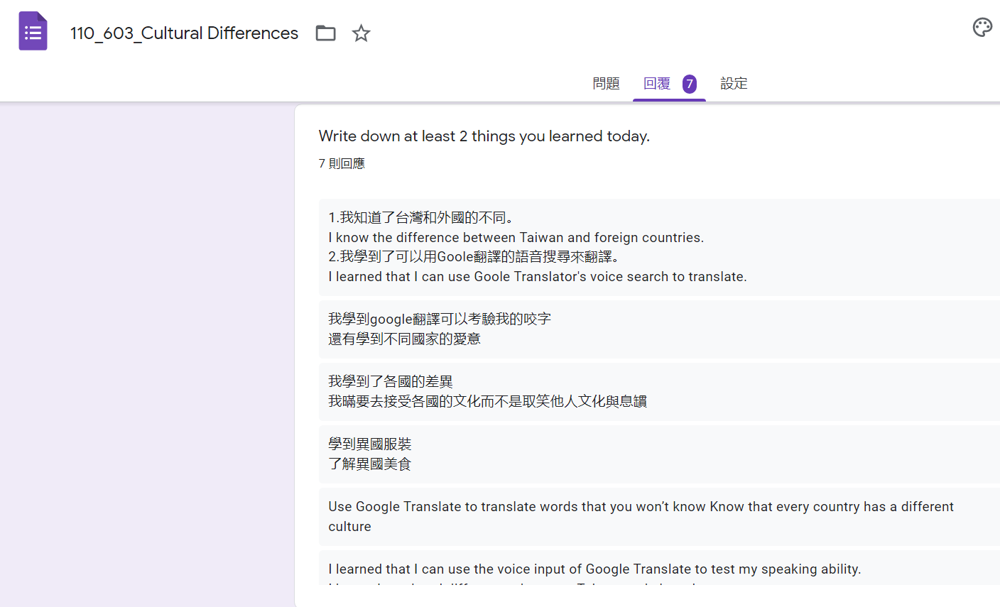 110_603_Cultural Differences
問題
回覆 7
設定
Write down at least 2 things you learned today.
7 則回應
1.我知道了台灣和外國的不同。
I know the difference between Taiwan and foreign countries.
2.我學到了可以用Goole翻譯的語音搜尋來翻譯。
I learned that I can use Goole Translator's voice search to translate.
我學到google翻譯可以考驗我的咬字
還有學到不同國家的愛意
我學到了各國的差異
我暪要去接受各國的文化而不是取笑他人文化與息罐
學到異國服裝
了解異國美食
Use Google Translate to translate words that you won’t know Know that every country has a different
culture
I learned that I can use the voice input of Google Translate to test my speaking ability.